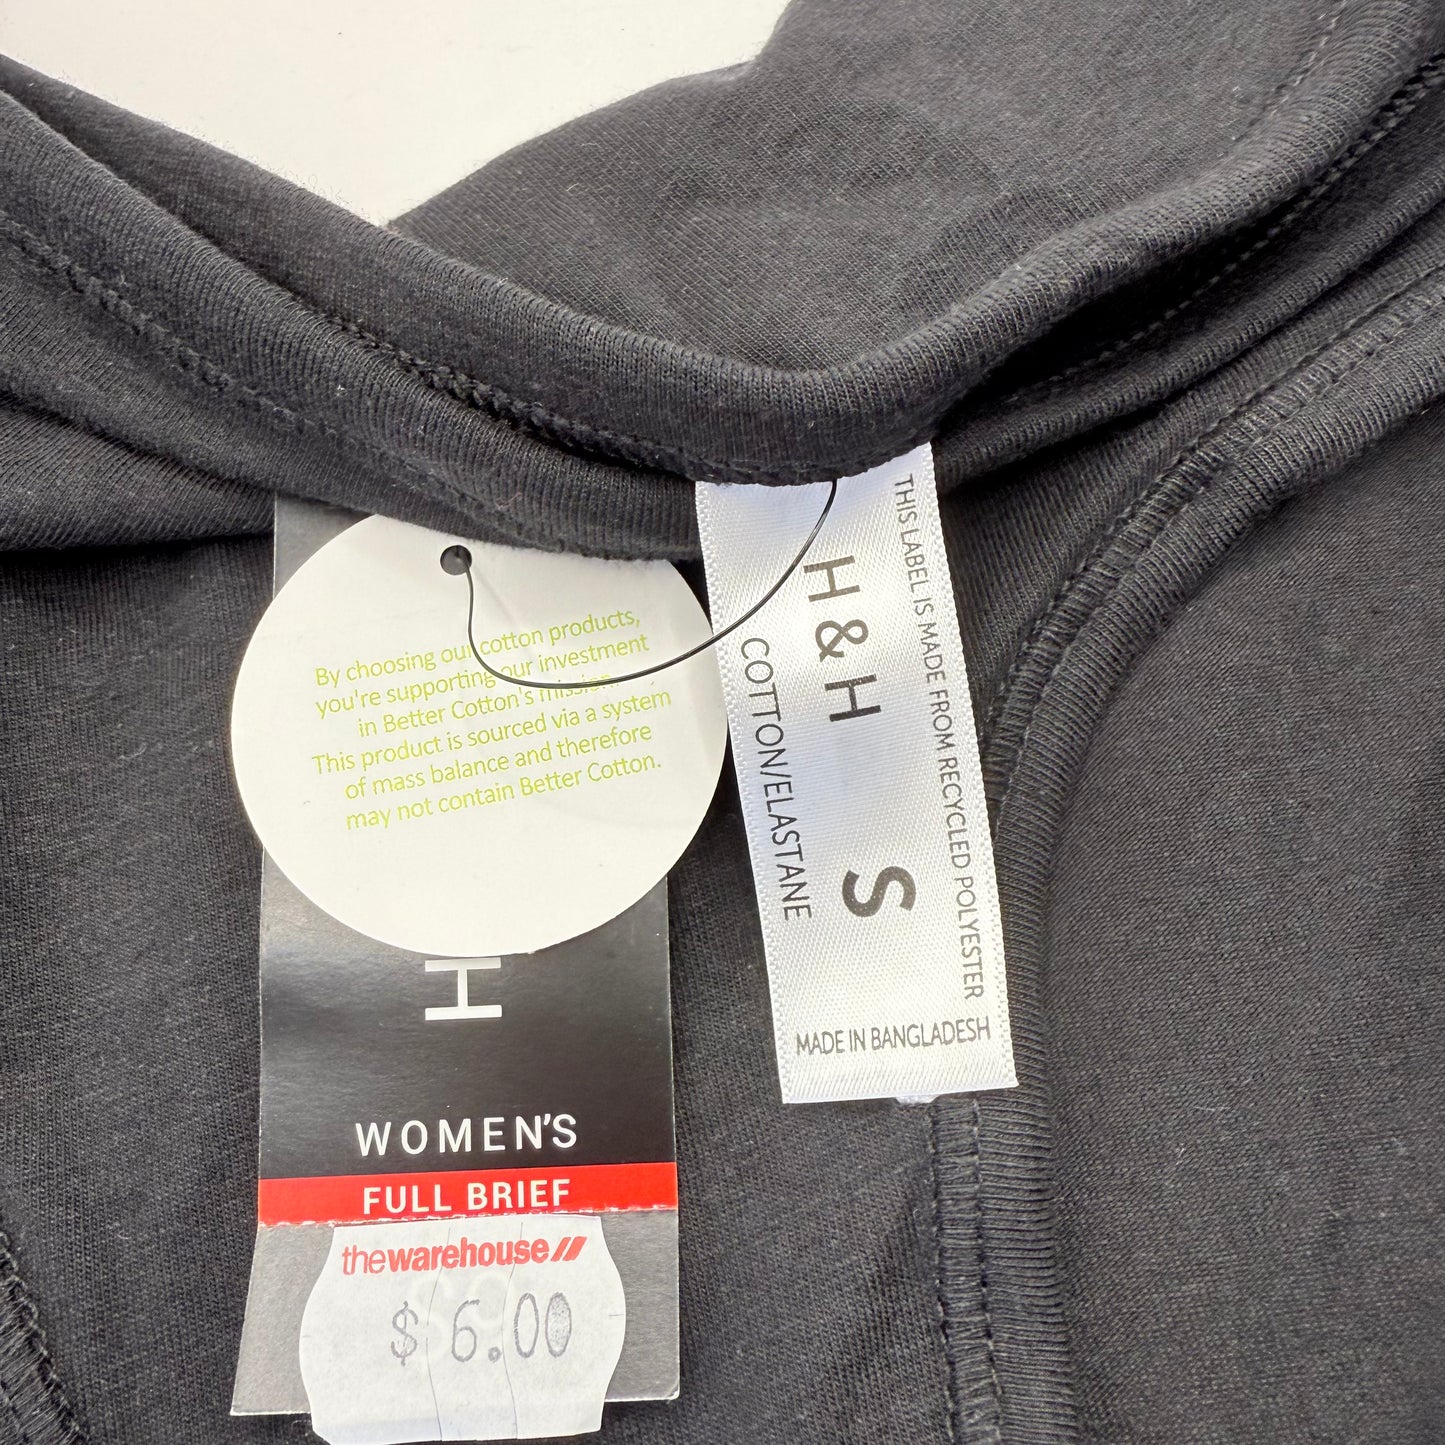 By choosing our cotton products,
you're supporting our investment
in Better Cotton's mission
This product is sourced via a system
of mass balance and therefore
may not contain Better Cotton.
H
WOMEN'S
FULL BRIEF
thewarehouse
$6.00
H&H
S
COTTON/ELASTANE
THIS LABEL IS MADE FROM RECYCLED POLYESTER
MADE IN BANGLADESH